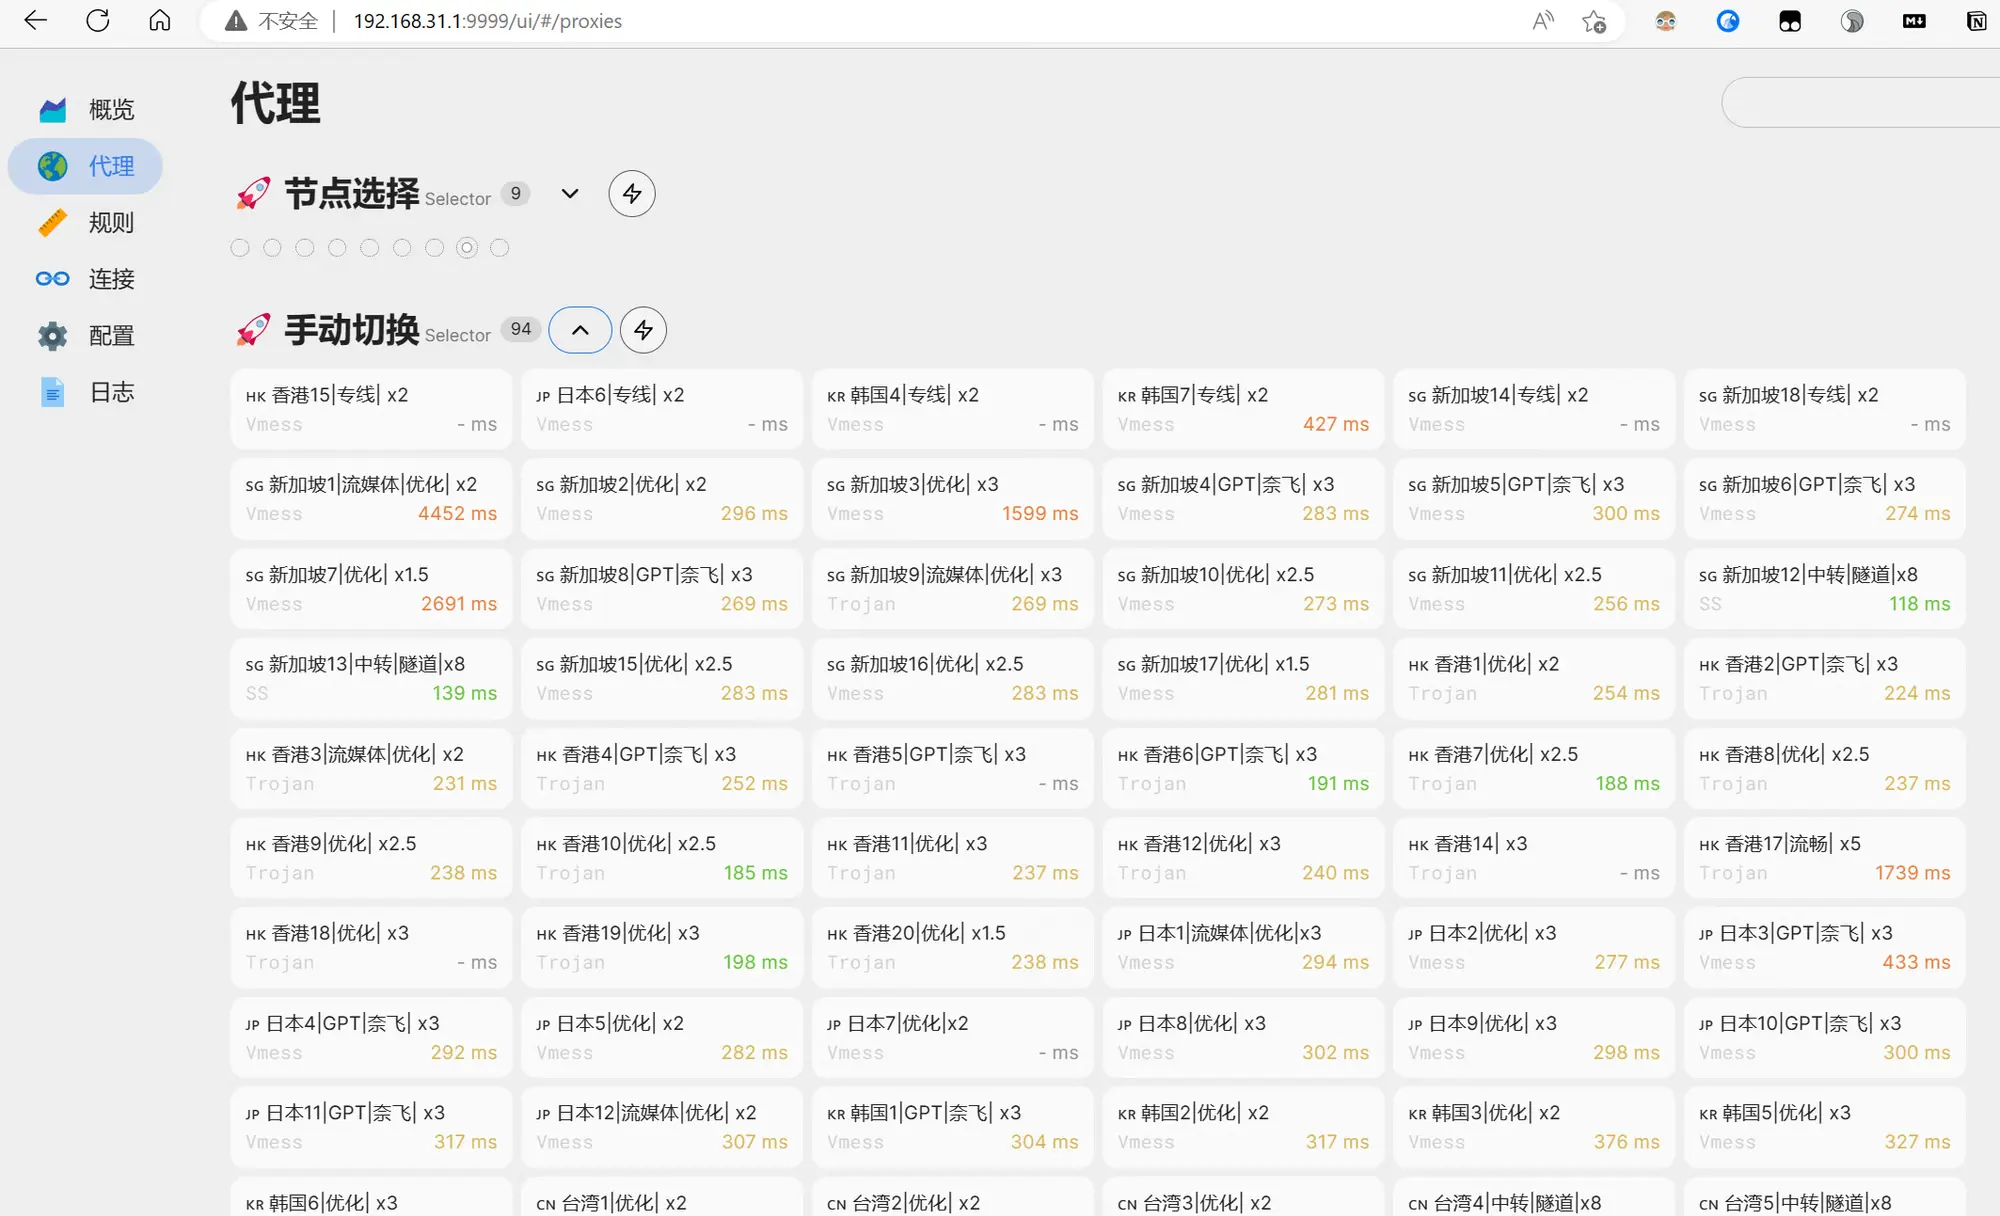 不安全 | 192.168.31.1:9999/ui/#/proxies
概览
代理
规则
连接
配置
日志
代理
节点选择 Selector 9
手动切换 Selector 94
HK 香港15|专线| x2
Vmess - ms
JP 日本6|专线| x2
Vmess - ms
KR 韩国4|专线| x2
Vmess - ms
KR 韩国7|专线| x2
Vmess 427 ms
SG 新加坡14|专线| x2
Vmess - ms
SG 新加坡18|专线| x2
Vmess - ms
SG 新加坡1|流媒体|优化| x2
Vmess 4452 ms
SG 新加坡2|优化| x2
Vmess 296 ms
SG 新加坡3|优化| x3
Vmess 1599 ms
SG 新加坡4|GPT|奈飞| x3
Vmess 283 ms
SG 新加坡5|GPT|奈飞| x3
Vmess 300 ms
SG 新加坡6|GPT|奈飞| x3
Vmess 274 ms
SG 新加坡7|优化| x1.5
Vmess 2691 ms
SG 新加坡8|GPT|奈飞| x3
Vmess 269 ms
SG 新加坡9|流媒体|优化| x3
Trojan 269 ms
SG 新加坡10|优化| x2.5
Vmess 273 ms
SG 新加坡11|优化| x2.5
Vmess 256 ms
SG 新加坡12|中转|隧道|x8
SS 118 ms
SG 新加坡13|中转|隧道|x8
SS 139 ms
SG 新加坡15|优化| x2.5
Vmess 283 ms
SG 新加坡16|优化| x2.5
Vmess 283 ms
SG 新加坡17|优化| x1.5
Vmess 281 ms
HK 香港1|优化| x2
Trojan 254 ms
HK 香港2|GPT|奈飞| x3
Trojan 224 ms
HK 香港3|流媒体|优化| x2
Trojan 231 ms
HK 香港4|GPT|奈飞| x3
Trojan 252 ms
HK 香港5|GPT|奈飞| x3
Trojan - ms
HK 香港6|GPT|奈飞| x3
Trojan 191 ms
HK 香港7|优化| x2.5
Trojan 188 ms
HK 香港8|优化| x2.5
Trojan 237 ms
HK 香港9|优化| x2.5
Trojan 238 ms
HK 香港10|优化| x2.5
Trojan 185 ms
HK 香港11|优化| x3
Trojan 237 ms
HK 香港12|优化| x3
Trojan 240 ms
HK 香港14| x3
Trojan - ms
HK 香港17|流畅| x5
Trojan 1739 ms
HK 香港18|优化| x3
Trojan - ms
HK 香港19|优化| x3
Trojan 198 ms
HK 香港20|优化| x1.5
Trojan 238 ms
JP 日本1|流媒体|优化|x3
Vmess 294 ms
JP 日本2|优化| x3
Vmess 277 ms
JP 日本3|GPT|奈飞| x3
Vmess 433 ms
JP 日本4|GPT|奈飞| x3
Vmess 292 ms
JP 日本5|优化| x2
Vmess 282 ms
JP 日本7|优化|x2
Vmess - ms
JP 日本8|优化| x3
Vmess 302 ms
JP 日本9|优化| x3
Vmess 298 ms
JP 日本10|GPT|奈飞| x3
Vmess 300 ms
JP 日本11|GPT|奈飞| x3
Vmess 317 ms
JP 日本12|流媒体|优化| x2
Vmess 307 ms
KR 韩国1|GPT|奈飞| x3
Vmess 304 ms
KR 韩国2|优化| x2
Vmess 317 ms
KR 韩国3|优化| x2
Vmess 376 ms
KR 韩国5|优化| x3
Vmess 327 ms
KR 韩国6|优化| x3
CN 台湾1|优化| x2
CN 台湾2|优化| x2
CN 台湾3|优化| x2
CN 台湾4|中转|隧道|x8
CN 台湾5|中转|隧道|x8